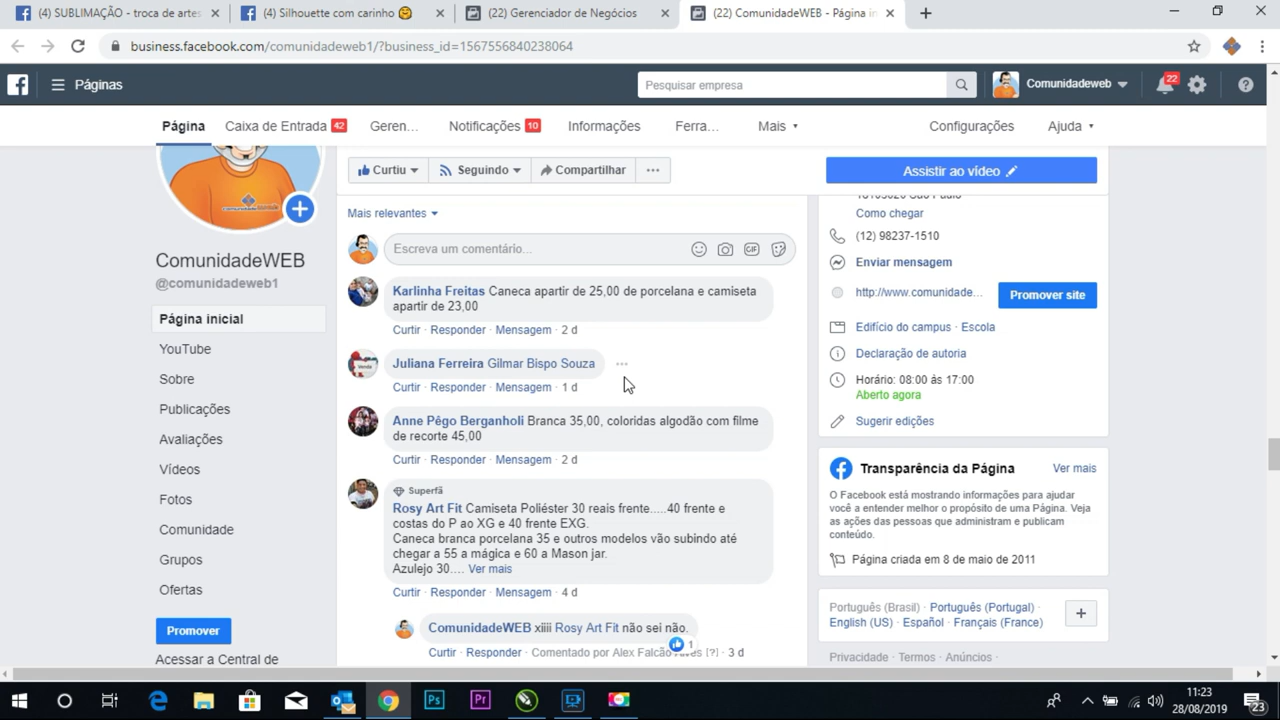 (4) SUBLIMAÇÃO - troca de artes
(4) Silhouette com carinho
(22) Gerenciador de Negócios
(22) ComunidadeWEB - Página in
business.facebook.com/comunidadeweb1/?business_id=1567556840238064
Páginas
Pesquisar empresa
Comunidadeweb
22
Página
Caixa de Entrada 42
Geren...
Notificações 10
Informações
Ferra...
Mais
Configurações
Ajuda
Curtiu
Seguindo
Compartilhar
Assistir ao vídeo
ComunidadeWEB
@comunidadeweb1
Página inicial
YouTube
Sobre
Publicações
Avaliações
Vídeos
Fotos
Comunidade
Grupos
Ofertas
Promover
Acessar a Central de
Mais relevantes
Escreva um comentário...
GIF
Karlinha Freitas Caneca apartir de 25,00 de porcelana e camiseta
apartir de 23,00
Curtir · Responder · Mensagem · 2 d
Juliana Ferreira Gilmar Bispo Souza
Curtir · Responder · Mensagem · 1 d
Anne Pêgo Berganholi Branca 35,00, coloridas algodão com filme
de recorte 45,00
Curtir · Responder · Mensagem · 2 d
Superfã
Rosy Art Fit Camiseta Poliéster 30 reais frente.....40 frente e
costas do P ao XG e 40 frente EXG.
Caneca branca porcelana 35 e outros modelos vão subindo até
chegar a 55 a mágica e 60 a Mason jar.
Azulejo 30.... Ver mais
Curtir · Responder · Mensagem · 4 d
ComunidadeWEB xiiii Rosy Art Fit não sei não.
1
Curtir · Responder · Comentado por Alex Falcão Alves [?] · 3 d
Como chegar
(12) 98237-1510
Enviar mensagem
http://www.comunidade...
Promover site
Edifício do campus · Escola
Declaração de autoria
Horário: 08:00 às 17:00
Aberto agora
Sugerir edições
Transparência da Página
Ver mais
O Facebook está mostrando informações para ajudar
você a entender melhor o propósito de uma Página. Veja
as ações das pessoas que administram e publicam
conteúdo.
Página criada em 8 de maio de 2011
Português (Brasil) · Português (Portugal) ·
English (US) · Español · Français (France)
Privacidade · Termos · Anúncios ·
Ps
Pr
11:23
28/08/2019
23